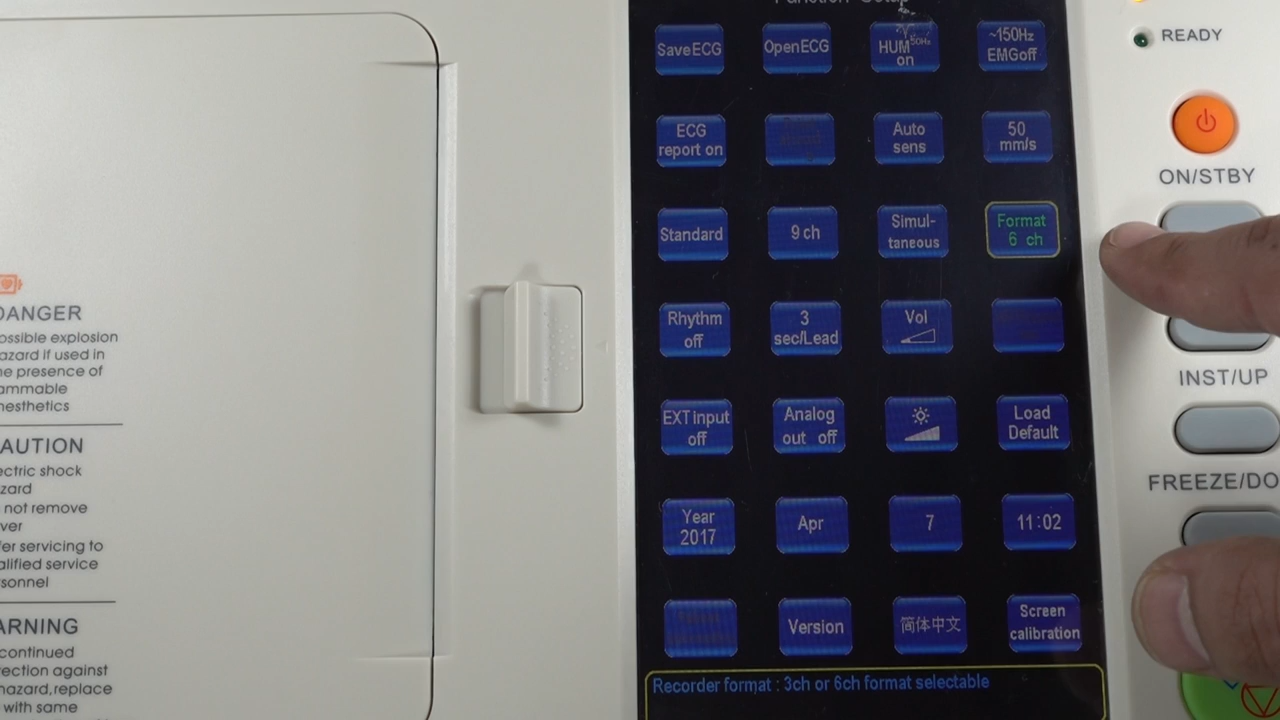 Function Setup
SaveECG
OpenECG
HUM 50Hz
on
~150Hz
EMGoff
ECG
report on
Auto
sens
50
mm/s
Standard
9 ch
Simul-
taneous
Format
6 ch
Rhythm
off
3
sec/Lead
Vol
EXT input
off
Analog
out off
Load
Default
Year
2017
Apr
7
11:02
Version
简体中文
Screen
calibration
Recorder format : 3ch or 6ch format selectable
READY
ON/STBY
INST/UP
FREEZE/DO
DANGER
ossible explosion
azard if used in
he presence of
ammable
nesthetics
AUTION
ectric shock
zard
not remove
ver
fer servicing to
alified service
sonnel
ARNING
continued
ection against
hazard, replace
with same